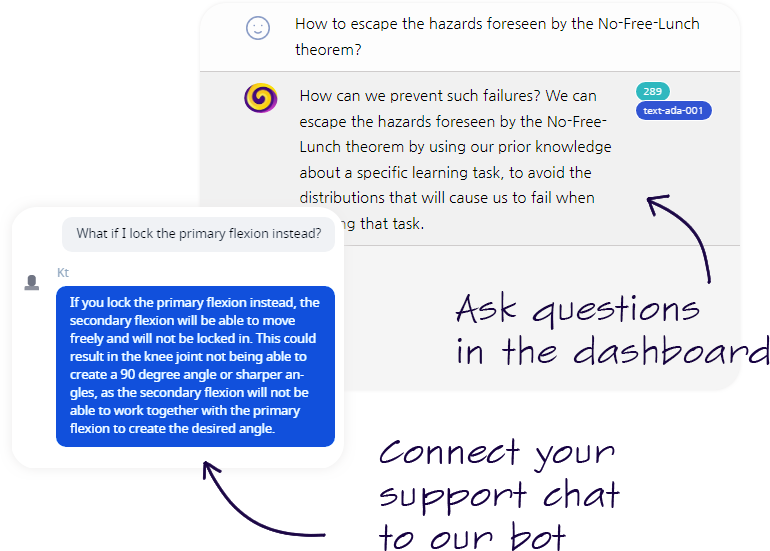 How to escape the hazards foreseen by the No-Free-Lunch
theorem?
How can we prevent such failures? We can
escape the hazards foreseen by the No-Free-
Lunch theorem by using our prior knowledge
about a specific learning task, to avoid the
distributions that will cause us to fail when
that task.
289
text-ada-001
What if I lock the primary flexion instead?
Kt
If you lock the primary flexion instead, the
secondary flexion will be able to move
freely and will not be locked in. This could
result in the knee joint not being able to
create a 90 degree angle or sharper an-
gles, as the secondary flexion will not be
able to work together with the primary
flexion to create the desired angle.
Ask questions
in the dashboard
Connect your
support chat
to our bot